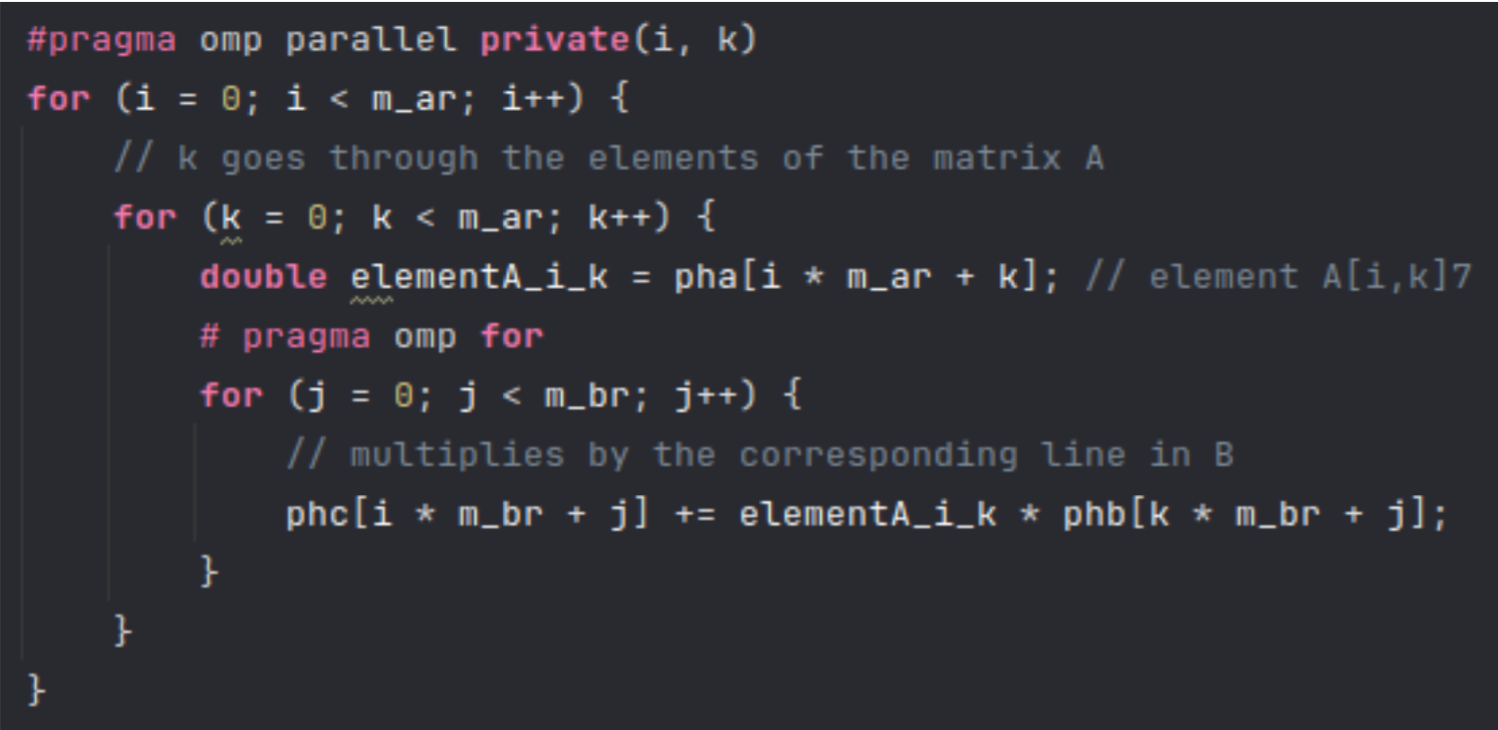 #pragma omp parallel private(i, k)
for (i = 0; i < m_ar; i++) {
    // k goes through the elements of the matrix A
    for (k = 0; k < m_ar; k++) {
        double elementA_i_k = pha[i * m_ar + k]; // element A[i,k]7
        # pragma omp for
        for (j = 0; j < m_br; j++) {
            // multiplies by the corresponding line in B
            phc[i * m_br + j] += elementA_i_k * phb[k * m_br + j];
        }
    }
}